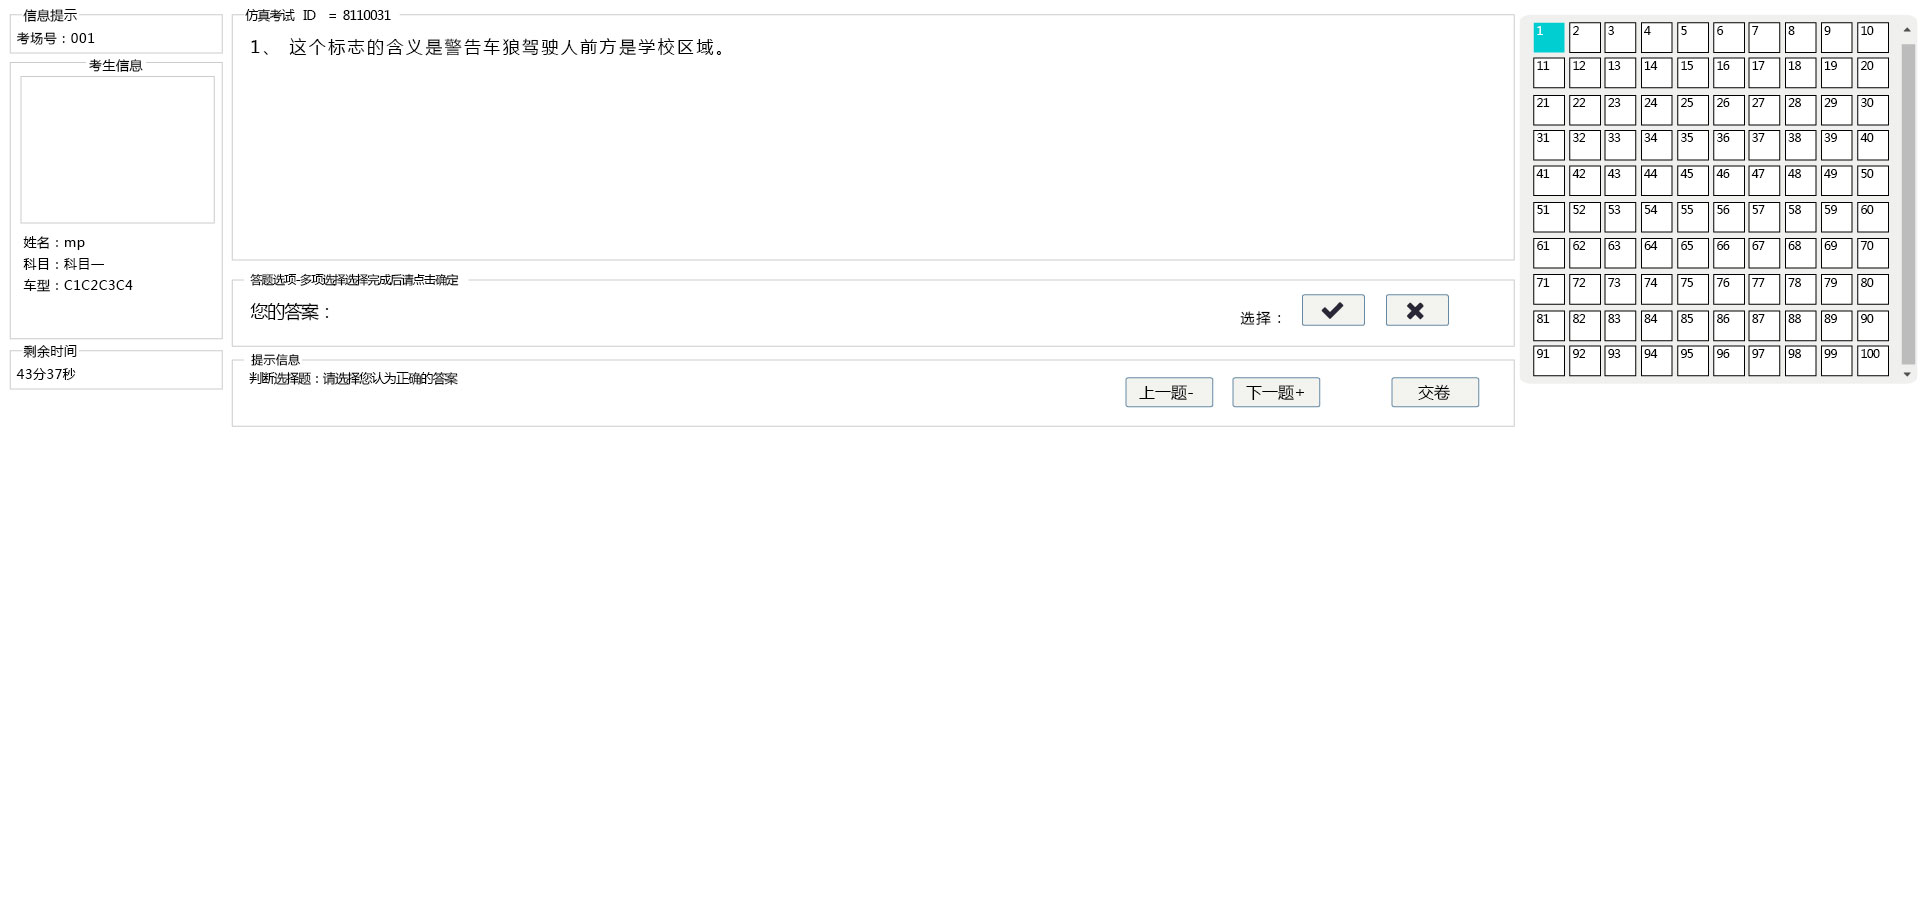 信息提示
考场号：001
考生信息
姓名：mp
科目：科目一
车型：C1C2C3C4
剩余时间
43分37秒
仿真考试 ID = 8110031
1、 这个标志的含义是警告车狼驾驶人前方是学校区域。
答题选项-多项选择选择完成后请点击确定
您的答案：
选择：
提示信息
判断选择题：请选择您认为正确的答案
上一题- 下一题+ 交卷
1 2 3 4 5 6 7 8 9 10
11 12 13 14 15 16 17 18 19 20
21 22 23 24 25 26 27 28 29 30
31 32 33 34 35 36 37 38 39 40
41 42 43 44 45 46 47 48 49 50
51 52 53 54 55 56 57 58 59 60
61 62 63 64 65 66 67 68 69 70
71 72 73 74 75 76 77 78 79 80
81 82 83 84 85 86 87 88 89 90
91 92 93 94 95 96 97 98 99 100